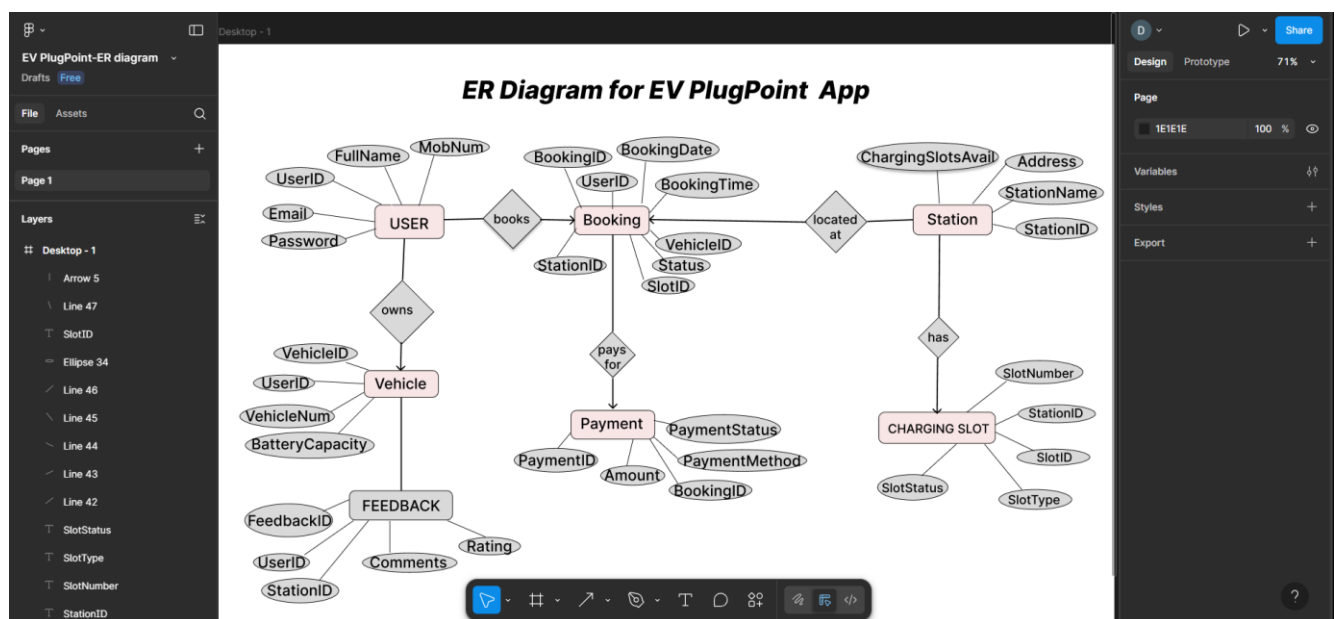 EV PlugPoint-ER diagram
Drafts Free
File Assets
Pages
Page 1
Layers
Desktop - 1
Arrow 5
Line 47
SlotID
Ellipse 34
Line 46
Line 45
Line 44
Line 43
Line 42
SlotStatus
SlotType
SlotNumber
StationID
Desktop - 1
ER Diagram for EV PlugPoint App
FullName
MobNum
UserID
Email
Password
USER
books
BookingID
BookingDate
UserID
BookingTime
Booking
VehicleID
StationID
Status
SlotID
located
at
ChargingSlotsAvail
Address
StationName
Station
StationID
owns
pays
for
has
VehicleID
UserID
Vehicle
VehicleNum
BatteryCapacity
Payment
PaymentStatus
PaymentID
PaymentMethod
Amount
BookingID
SlotNumber
StationID
CHARGING SLOT
SlotID
SlotStatus
SlotType
FEEDBACK
FeedbackID
UserID
Comments
Rating
StationID
D
Share
Design Prototype 71%
Page
1E1E1E 100 %
Variables
Styles
Export
?